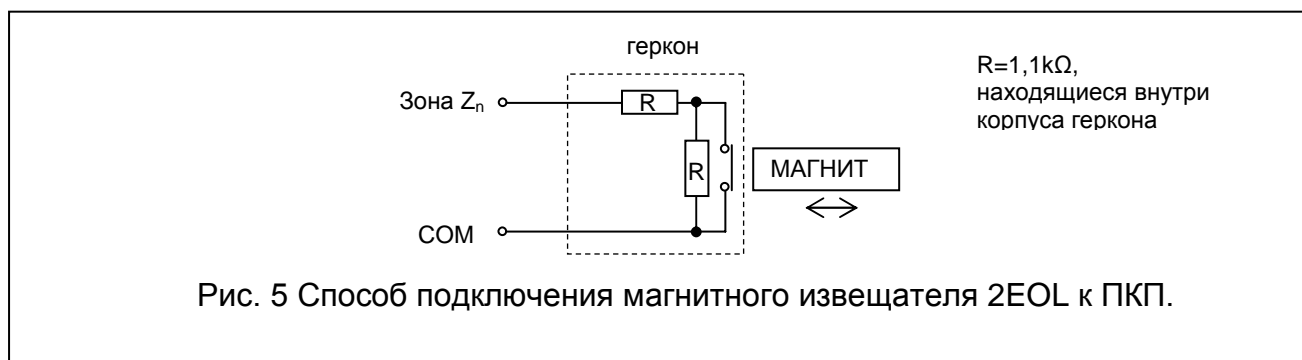 геркон
R=1,1kΩ,
находящиеся внутри
корпуса геркона
Зона Zn
R
R
МАГНИТ
COM
Рис. 5 Способ подключения магнитного извещателя 2EOL к ПКП.